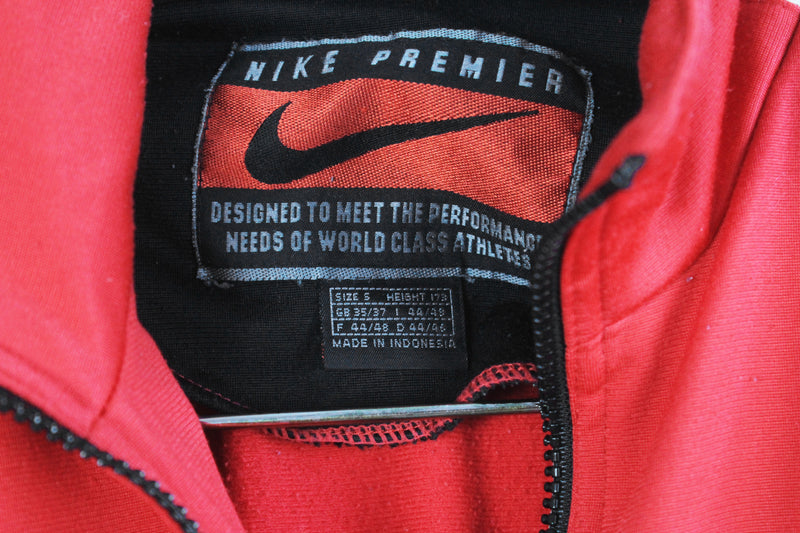 NIKE PREMIER
DESIGNED TO MEET THE PERFORMANCE
NEEDS OF WORLD CLASS ATHLETES
SIZE S HEIGHT 173
GB 35/37 I 44/48
F 44/48 D 44/46
MADE IN INDONESIA